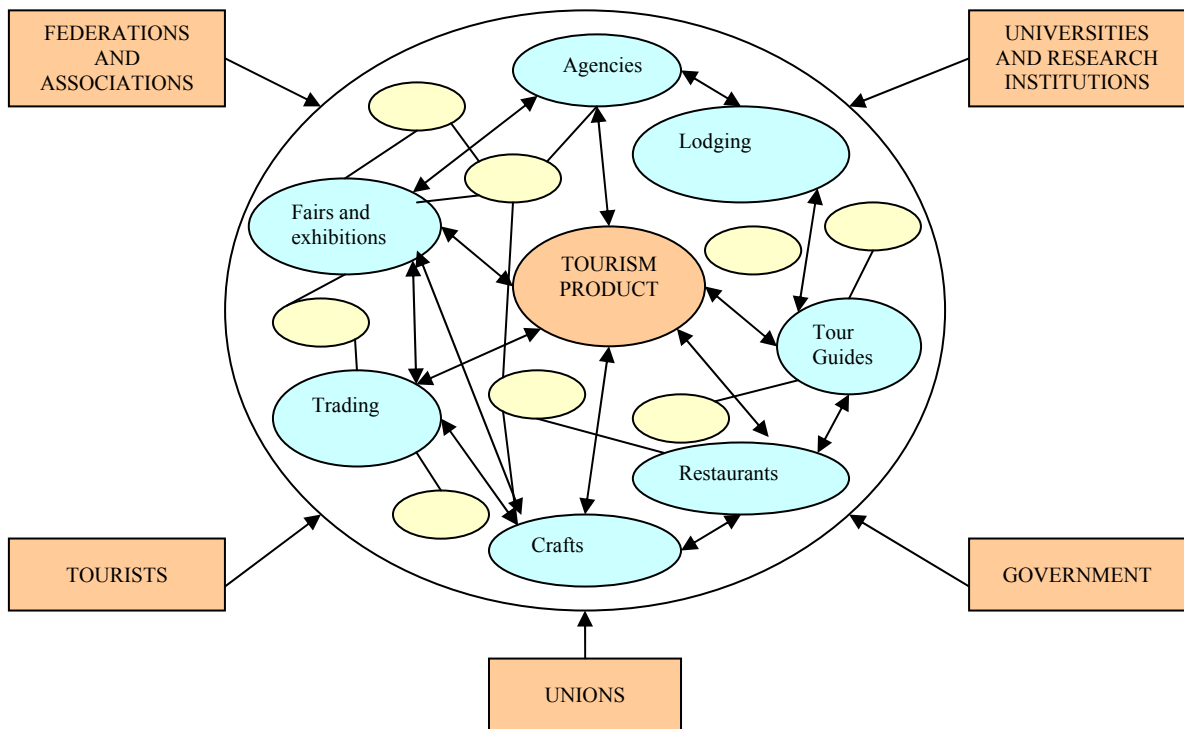 FEDERATIONS
AND
ASSOCIATIONS
UNIVERSITIES
AND RESEARCH
INSTITUTIONS
Agencies
Lodging
Fairs and
exhibitions
TOURISM
PRODUCT
Tour
Guides
Trading
Restaurants
Crafts
TOURISTS
GOVERNMENT
UNIONS